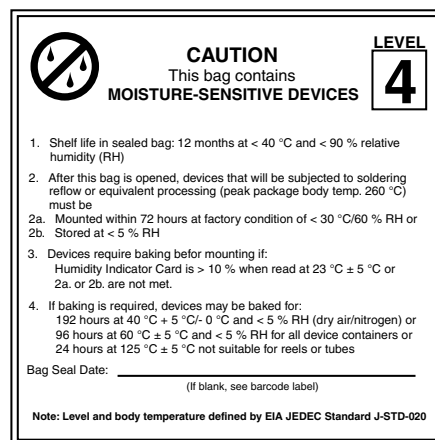 LEVEL
CAUTION
This bag contains
MOISTURE-SENSITIVE DEVICES
4
1. Shelf life in sealed bag: 12 months at < 40 °C and < 90 % relative
humidity (RH)
2. After this bag is opened, devices that will be subjected to soldering
reflow or equivalent processing (peak package body temp. 260 °C)
must be
2a. Mounted within 72 hours at factory condition of < 30 °C/60 % RH or
2b. Stored at < 5 % RH
3. Devices require baking befor mounting if:
Humidity Indicator Card is > 10 % when read at 23 °C ± 5 °C or
2a. or 2b. are not met.
4. If baking is required, devices may be baked for:
192 hours at 40 °C + 5 °C/- 0 °C and < 5 % RH (dry air/nitrogen) or
96 hours at 60 °C ± 5 °C and < 5 % RH for all device containers or
24 hours at 125 °C ± 5 °C not suitable for reels or tubes
Bag Seal Date:
(If blank, see barcode label)
Note: Level and body temperature defined by EIA JEDEC Standard J-STD-020